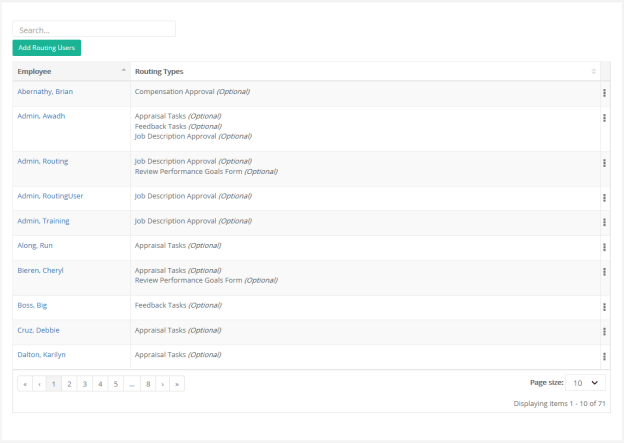 Search...
Add Routing Users
Employee Routing Types
Abernathy, Brian Compensation Approval (Optional)
Admin, Awadh Appraisal Tasks (Optional)
Feedback Tasks (Optional)
Job Description Approval (Optional)
Admin, Routing Job Description Approval (Optional)
Review Performance Goals Form (Optional)
Admin, RoutingUser Job Description Approval (Optional)
Admin, Training Job Description Approval (Optional)
Along, Run Appraisal Tasks (Optional)
Bieren, Cheryl Appraisal Tasks (Optional)
Review Performance Goals Form (Optional)
Boss, Big Feedback Tasks (Optional)
Cruz, Debbie Appraisal Tasks (Optional)
Dalton, Karilyn Appraisal Tasks (Optional)
« ‹ 1 2 3 4 5 ... 8 › » Page size: 10
Displaying items 1 - 10 of 71